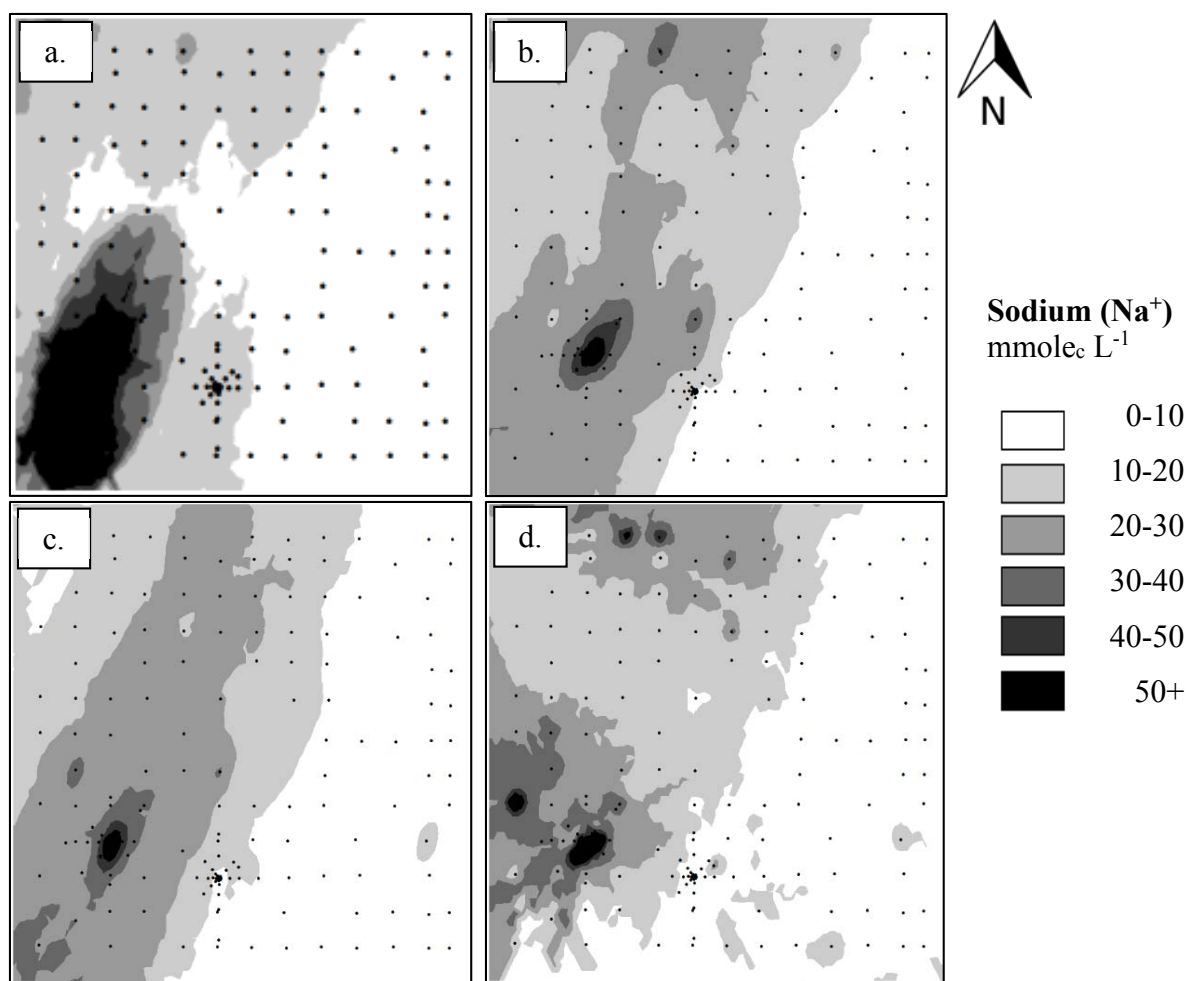 a.
b.
N
c.
d.
Sodium (Na⁺)
mmolec L⁻¹
0-10
10-20
20-30
30-40
40-50
50+